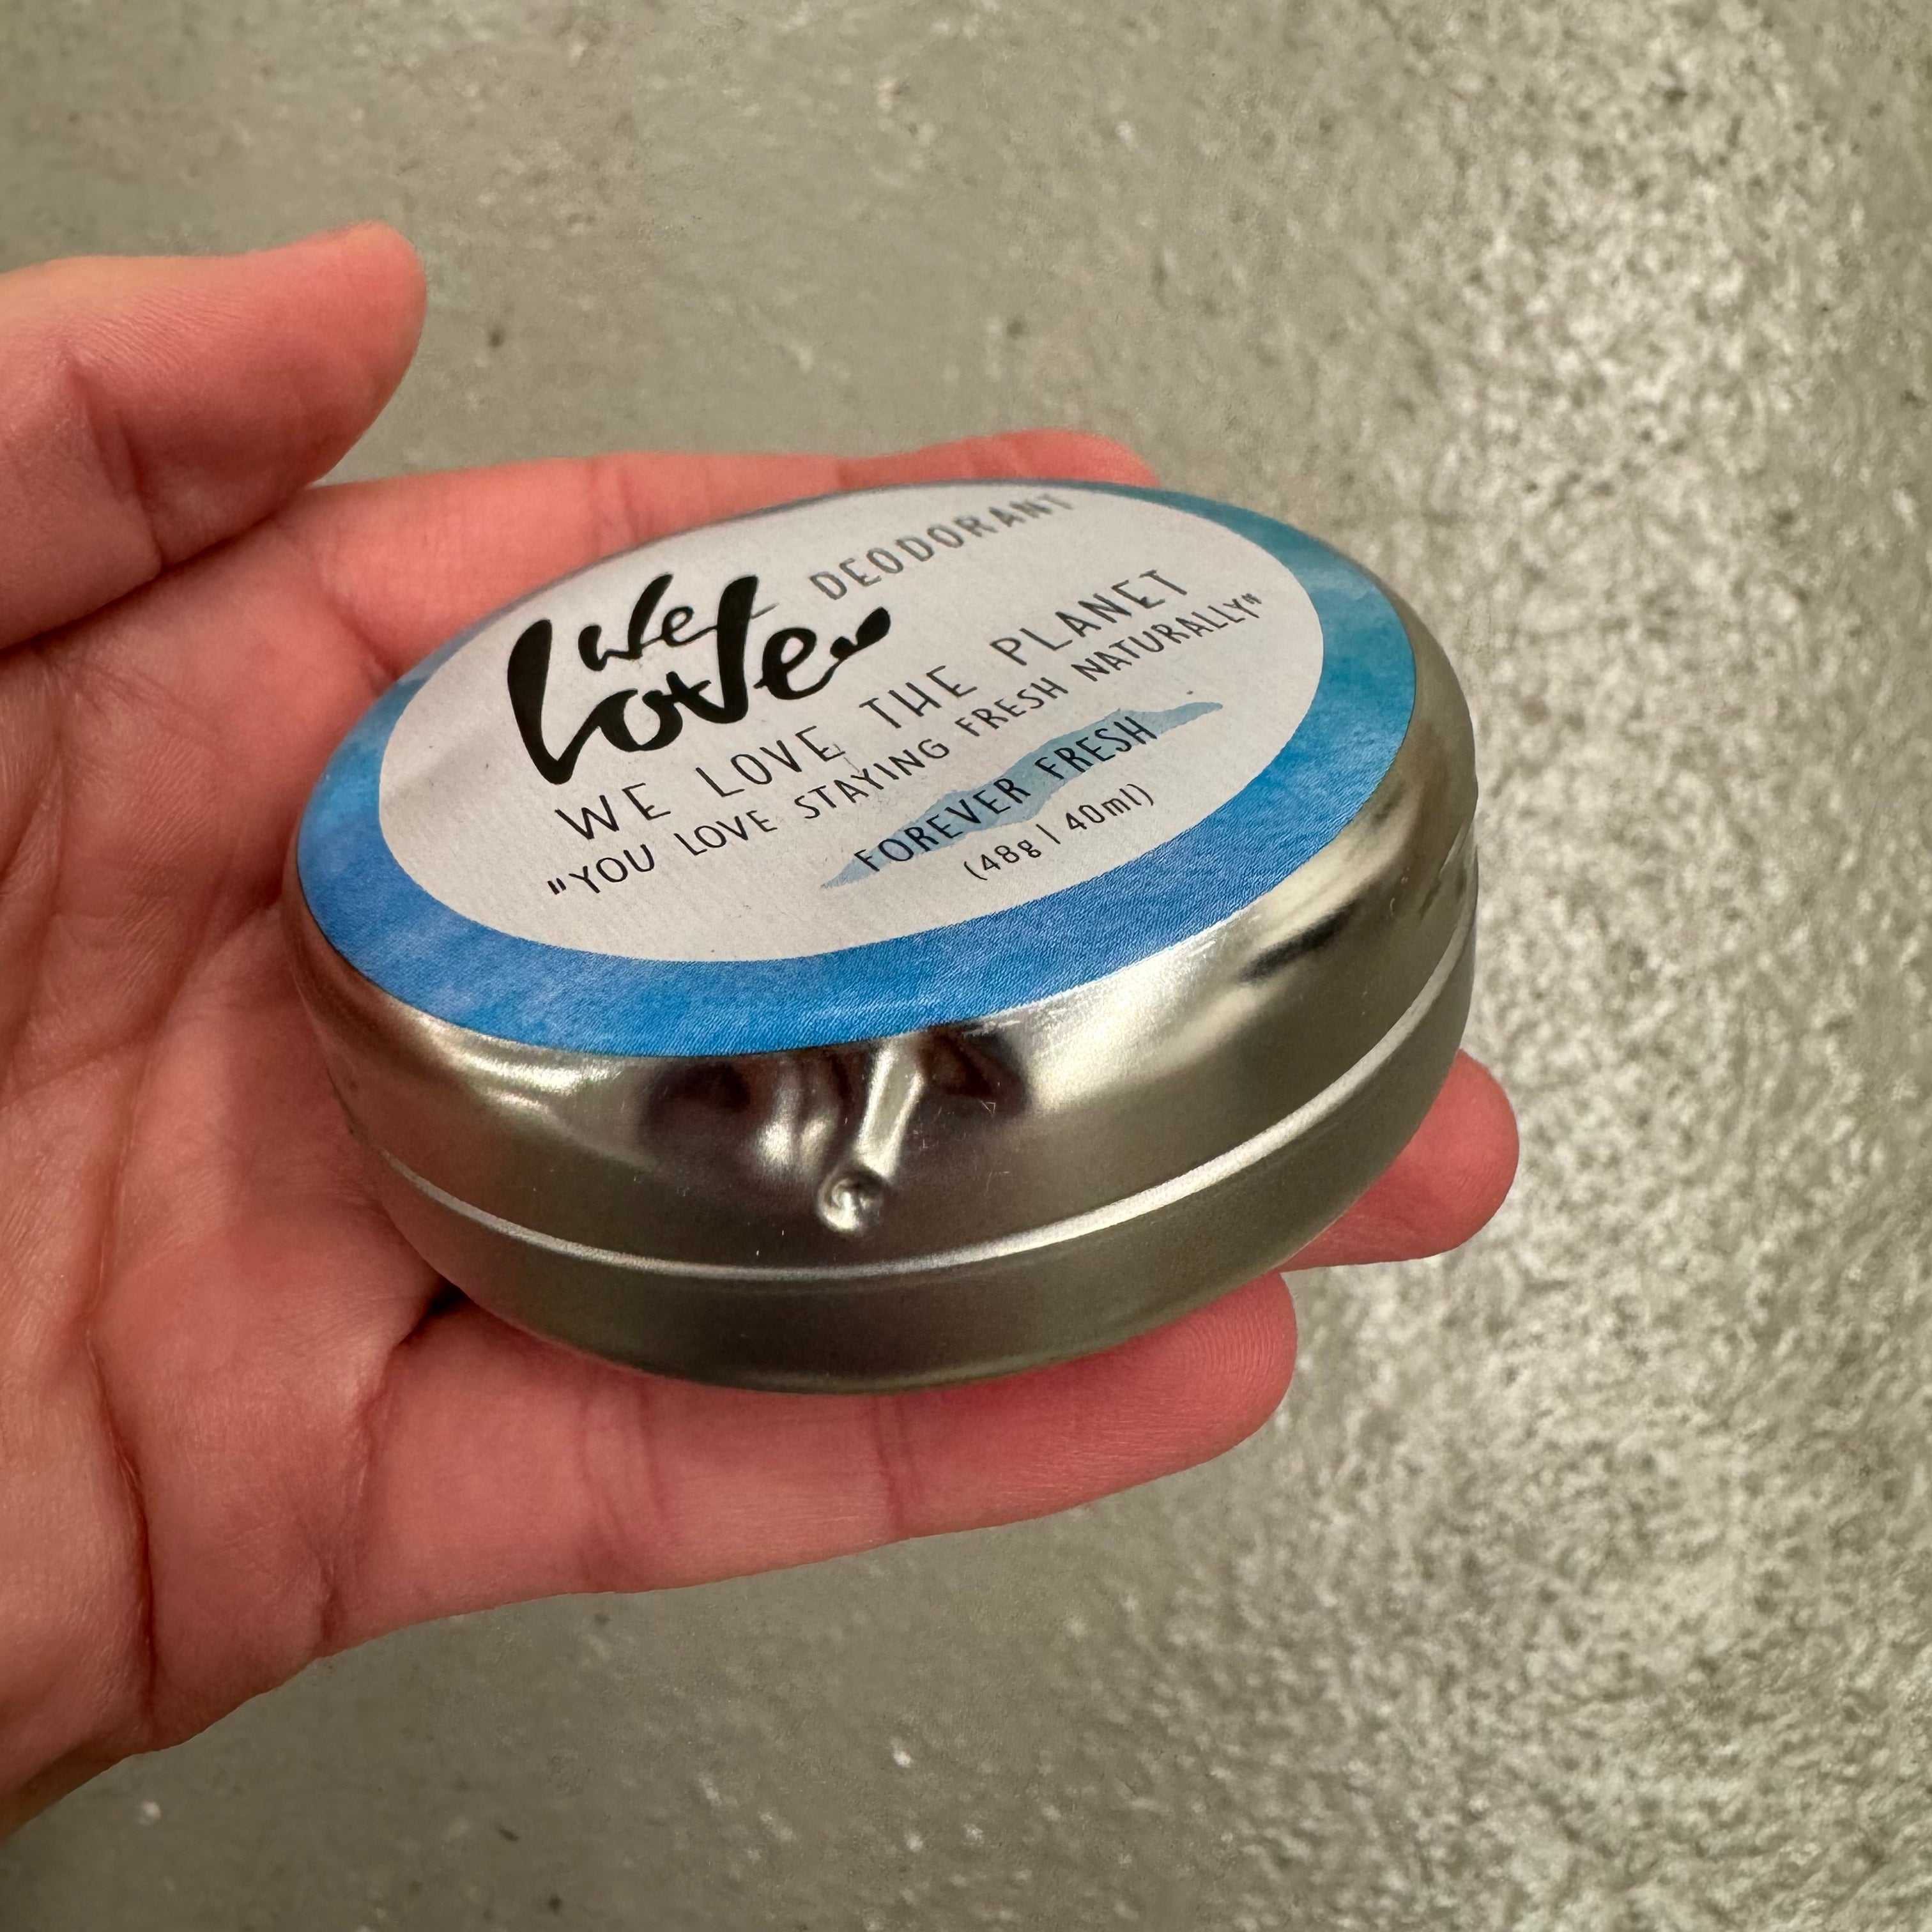 DEODORANT
We
Love
WE LOVE THE PLANET
"YOU LOVE STAYING FRESH NATURALLY"
FOREVER FRESH
(48g | 40ml)